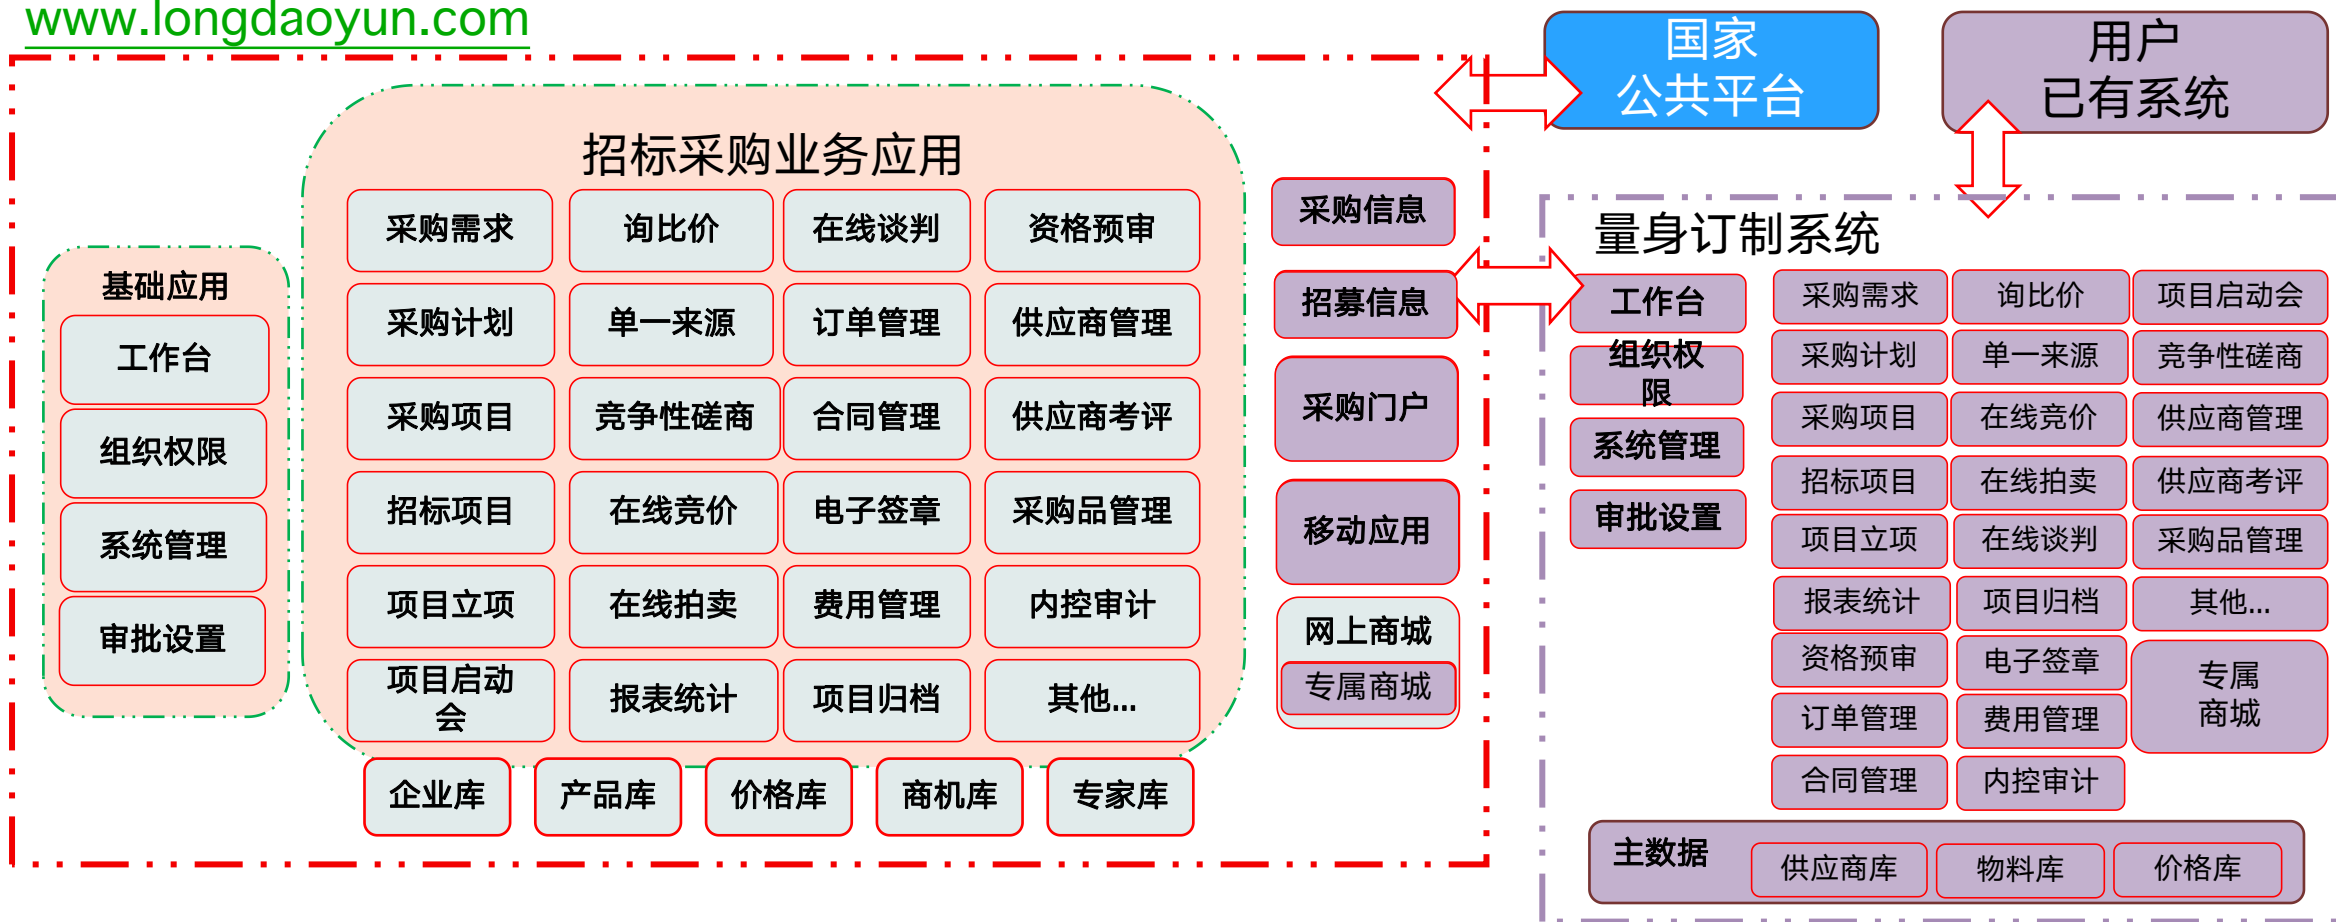 www.longdaoyun.com
国家
公共平台
用户
已有系统
招标采购业务应用
采购需求
询比价
在线谈判
资格预审
采购计划
单一来源
订单管理
供应商管理
采购项目
竞争性磋商
合同管理
供应商考评
招标项目
在线竞价
电子签章
采购品管理
项目立项
在线拍卖
费用管理
内控审计
项目启动
会
报表统计
项目归档
其他...
基础应用
工作台
组织权限
系统管理
审批设置
企业库
产品库
价格库
商机库
专家库
采购信息
招募信息
采购门户
移动应用
网上商城
专属商城
量身订制系统
工作台
组织权
限
系统管理
审批设置
采购需求
询比价
项目启动会
采购计划
单一来源
竞争性磋商
采购项目
在线竞价
供应商管理
招标项目
在线拍卖
供应商考评
项目立项
在线谈判
采购品管理
报表统计
项目归档
其他...
资格预审
电子签章
专属
商城
订单管理
费用管理
合同管理
内控审计
主数据
供应商库
物料库
价格库